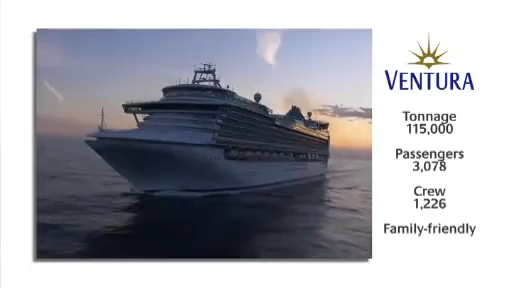 VENTURA
Tonnage
115,000
Passengers
3,078
Crew
1,226
Family-friendly